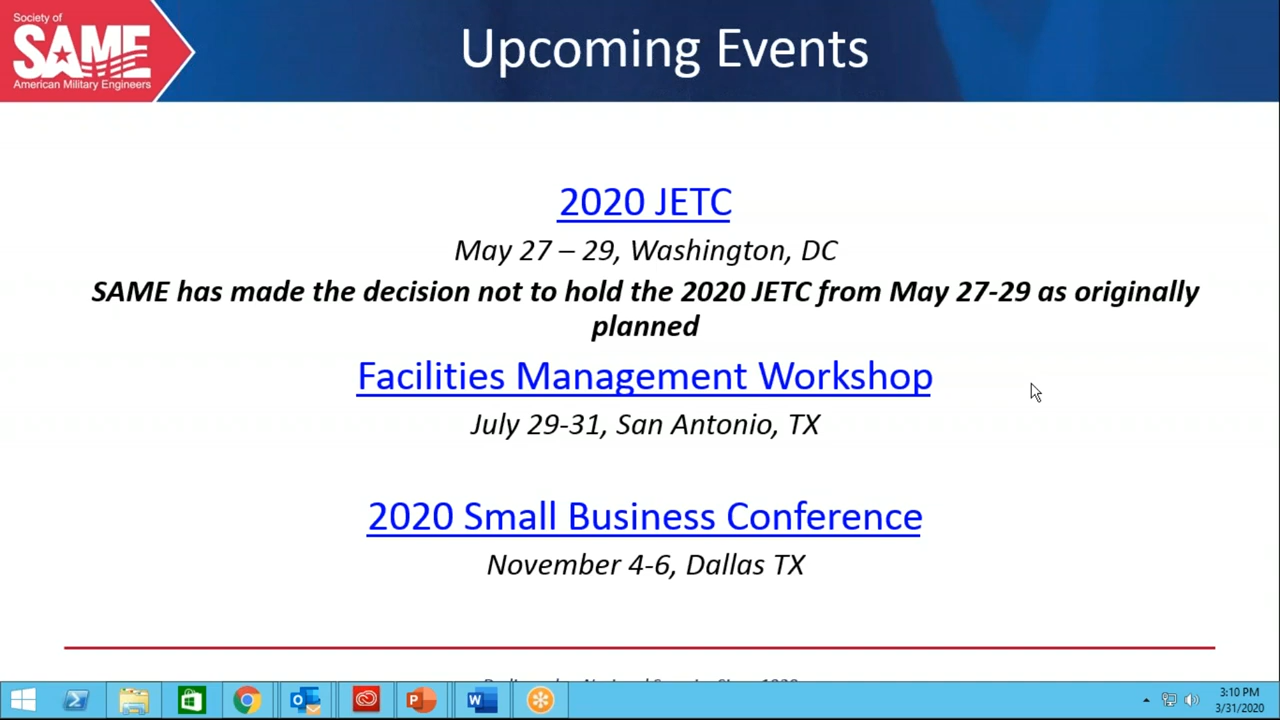 Society of
SAME
American Military Engineers
Upcoming Events
2020 JETC
May 27 – 29, Washington, DC
SAME has made the decision not to hold the 2020 JETC from May 27-29 as originally
planned
Facilities Management Workshop
July 29-31, San Antonio, TX
2020 Small Business Conference
November 4-6, Dallas TX
3:10 PM
3/31/2020